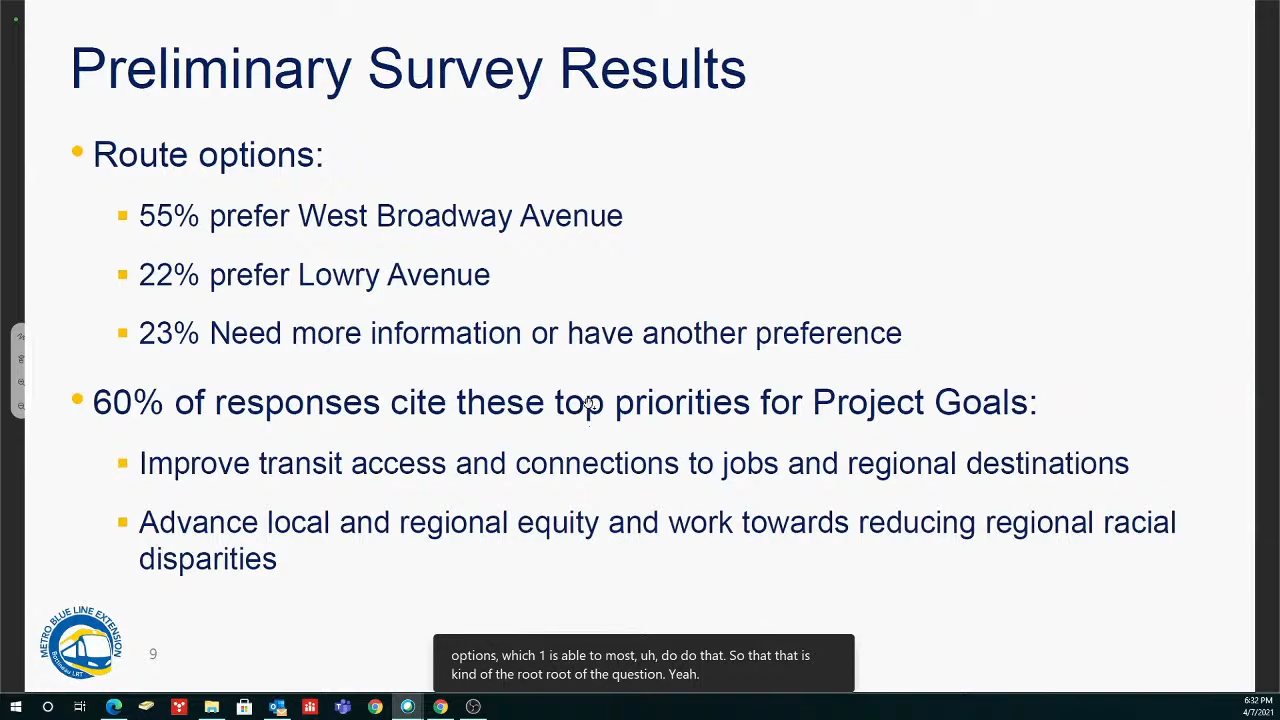 Preliminary Survey Results
Route options:
55% prefer West Broadway Avenue
22% prefer Lowry Avenue
23% Need more information or have another preference
60% of responses cite these top priorities for Project Goals:
Improve transit access and connections to jobs and regional destinations
Advance local and regional equity and work towards reducing regional racial
disparities
METRO BLUE LINE EXTENSION
Bottineau LRT
9
options, which 1 is able to most, uh, do do that. So that that is
kind of the root root of the question. Yeah.
6:32 PM
4/7/2021